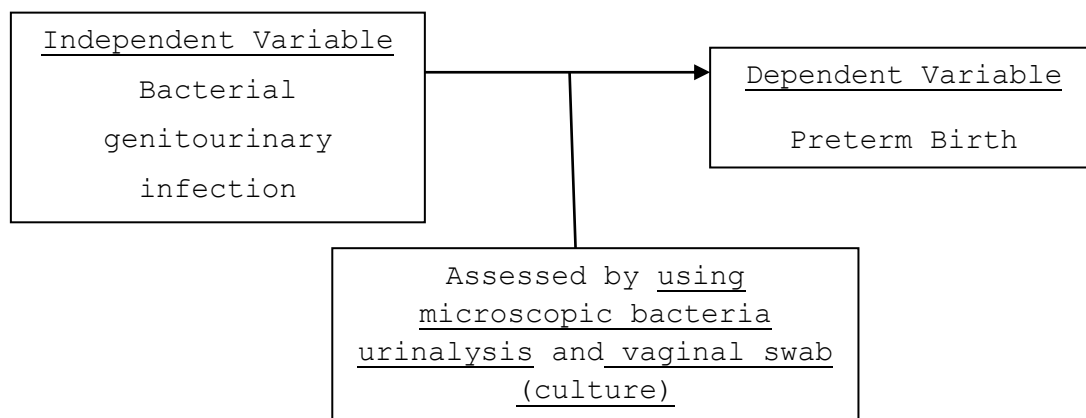 Independent Variable
Bacterial
genitourinary
infection
Dependent Variable
Preterm Birth
Assessed by using
microscopic bacteria
urinalysis and vaginal swab
(culture)